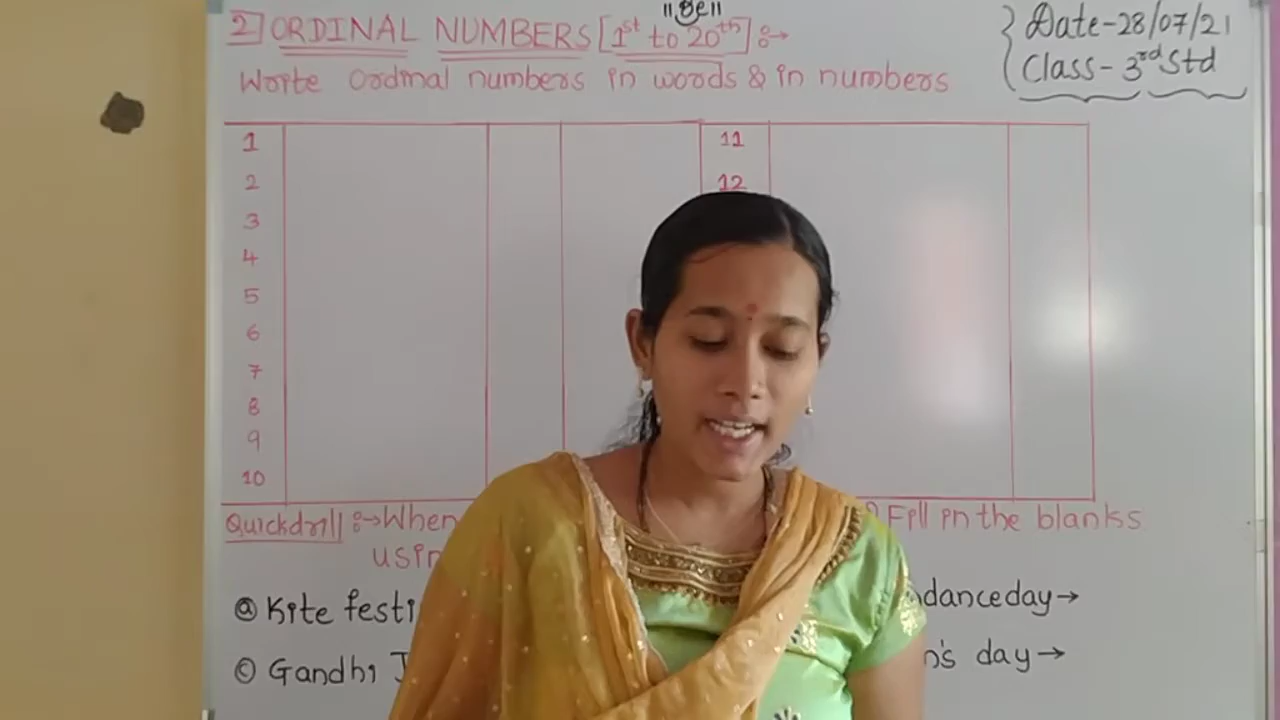 "श्री"
2] ORDINAL NUMBERS [1st to 20th] :→
Date-28/07/21
Class- 3rd Std
Write ordinal numbers in words & in numbers
1 11
2 12
3
4
5
6
7
8
9
10
Quickdrill :→ When Fill in the blanks
using
ⓐ Kite festi danceday→
ⓒ Gandhi J n's day→